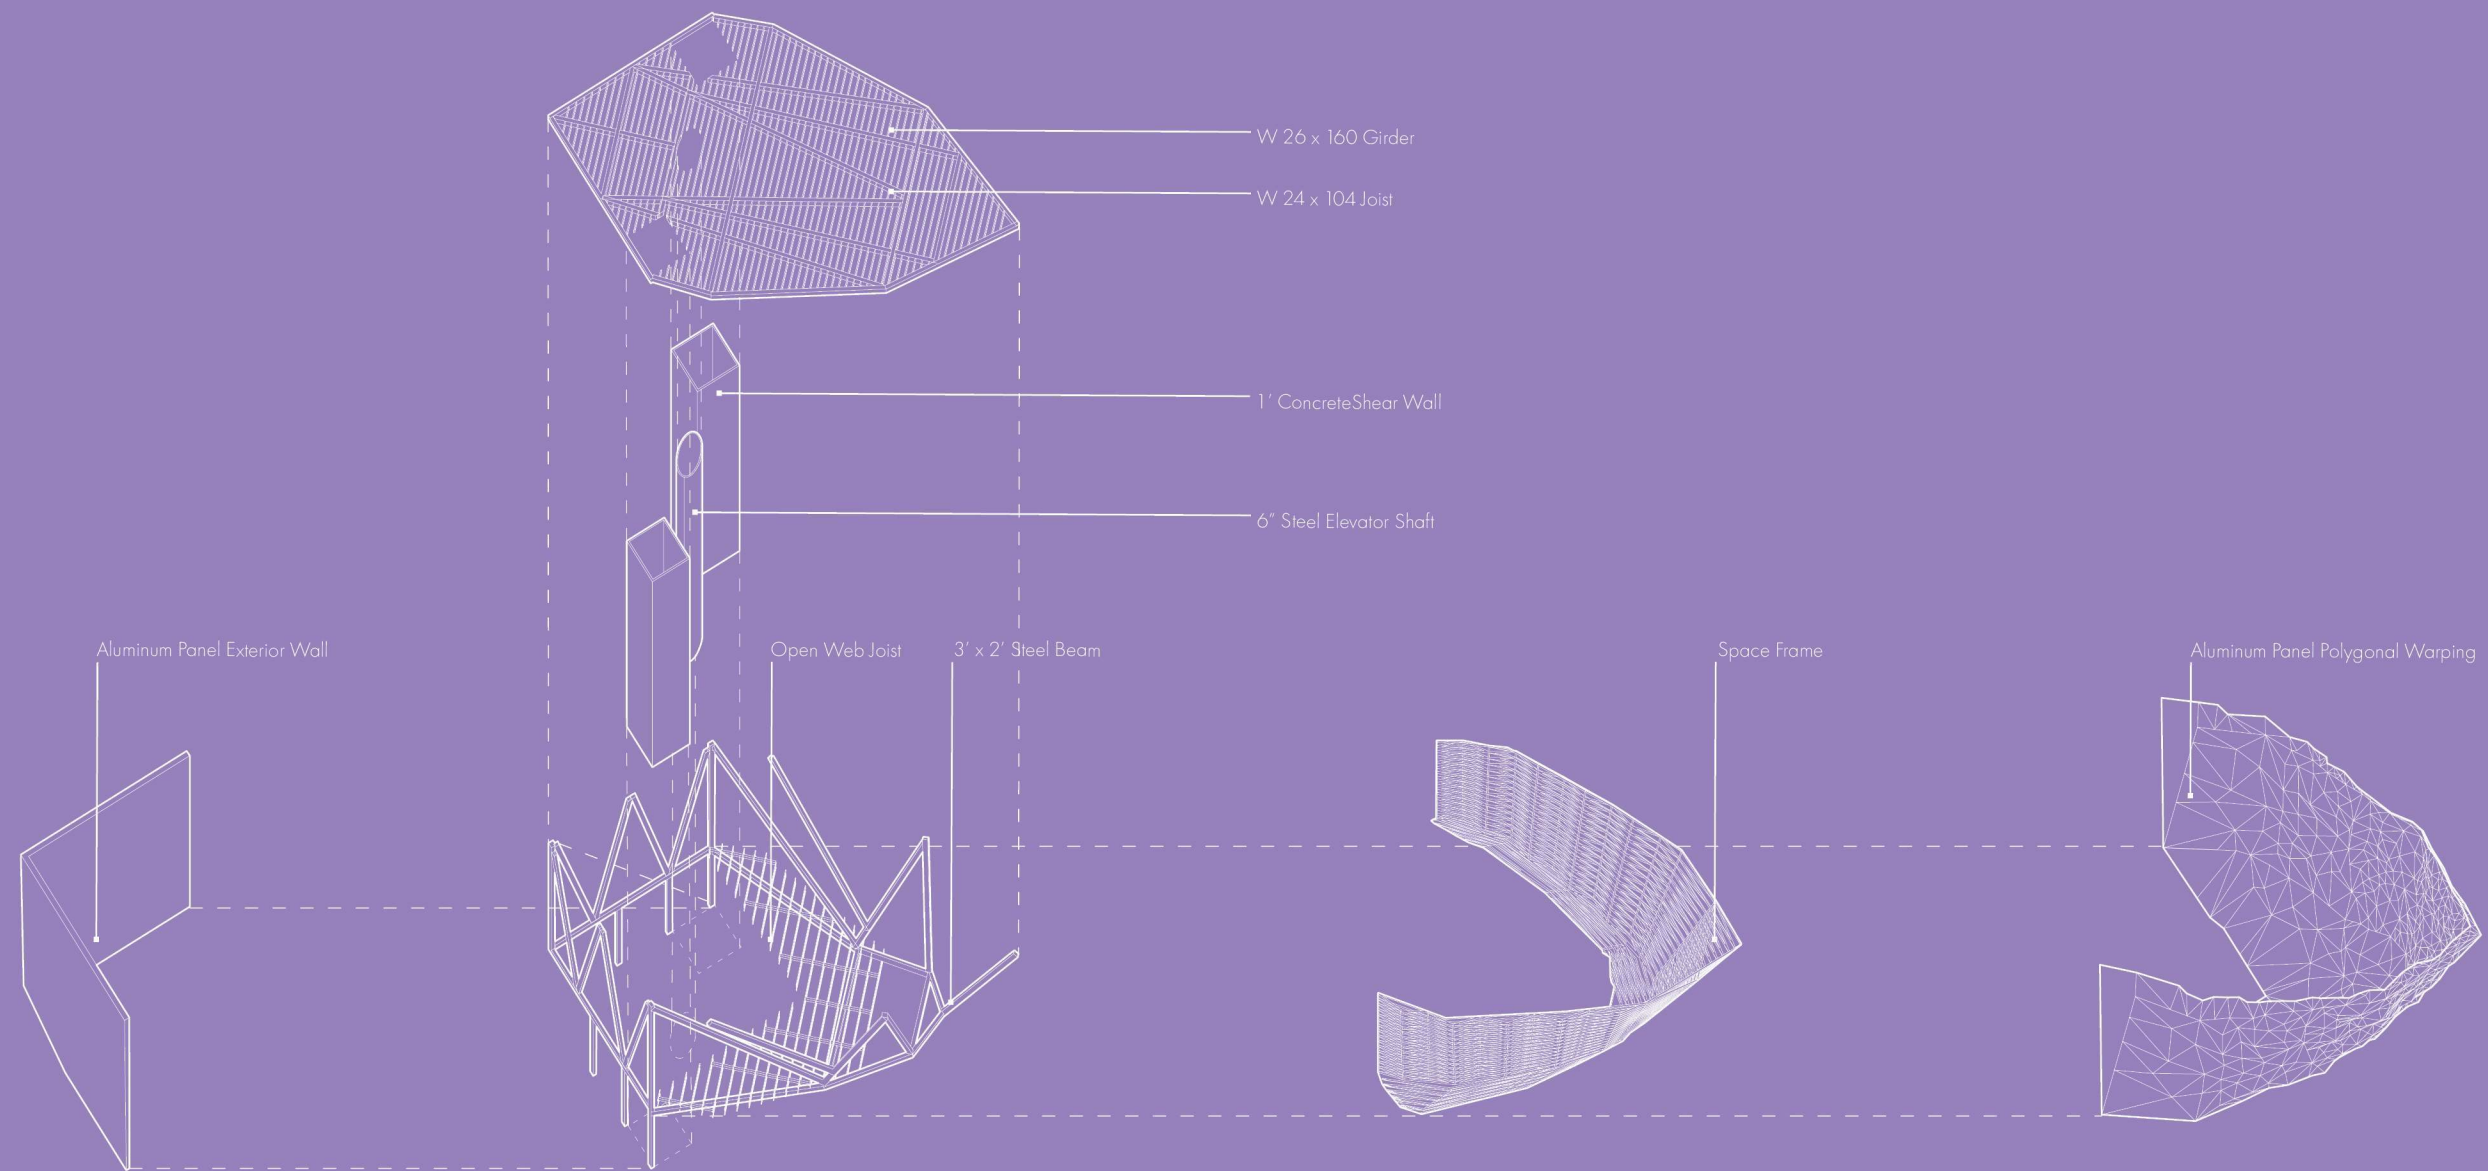 W 26 x 160 Girder
W 24 x 104 Joist
1’ ConcreteShear Wall
6” Steel Elevator Shaft
Aluminum Panel Exterior Wall
Open Web Joist
3’ x 2’ Steel Beam
Space Frame
Aluminum Panel Polygonal Warping